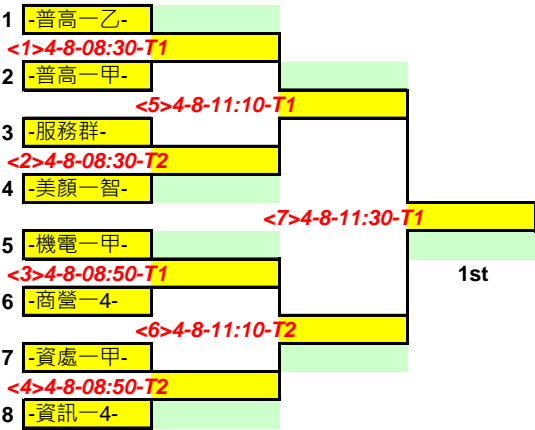 1 -普高一乙-
<1>4-8-08:30-T1
2 -普高一甲-
<5>4-8-11:10-T1
3 -服務群-
<2>4-8-08:30-T2
4 -美顏一智-
<7>4-8-11:30-T1
5 -機電一甲-
<3>4-8-08:50-T1
1st
6 -商營一4-
<6>4-8-11:10-T2
7 -資處一甲-
<4>4-8-08:50-T2
8 -資訊一4-